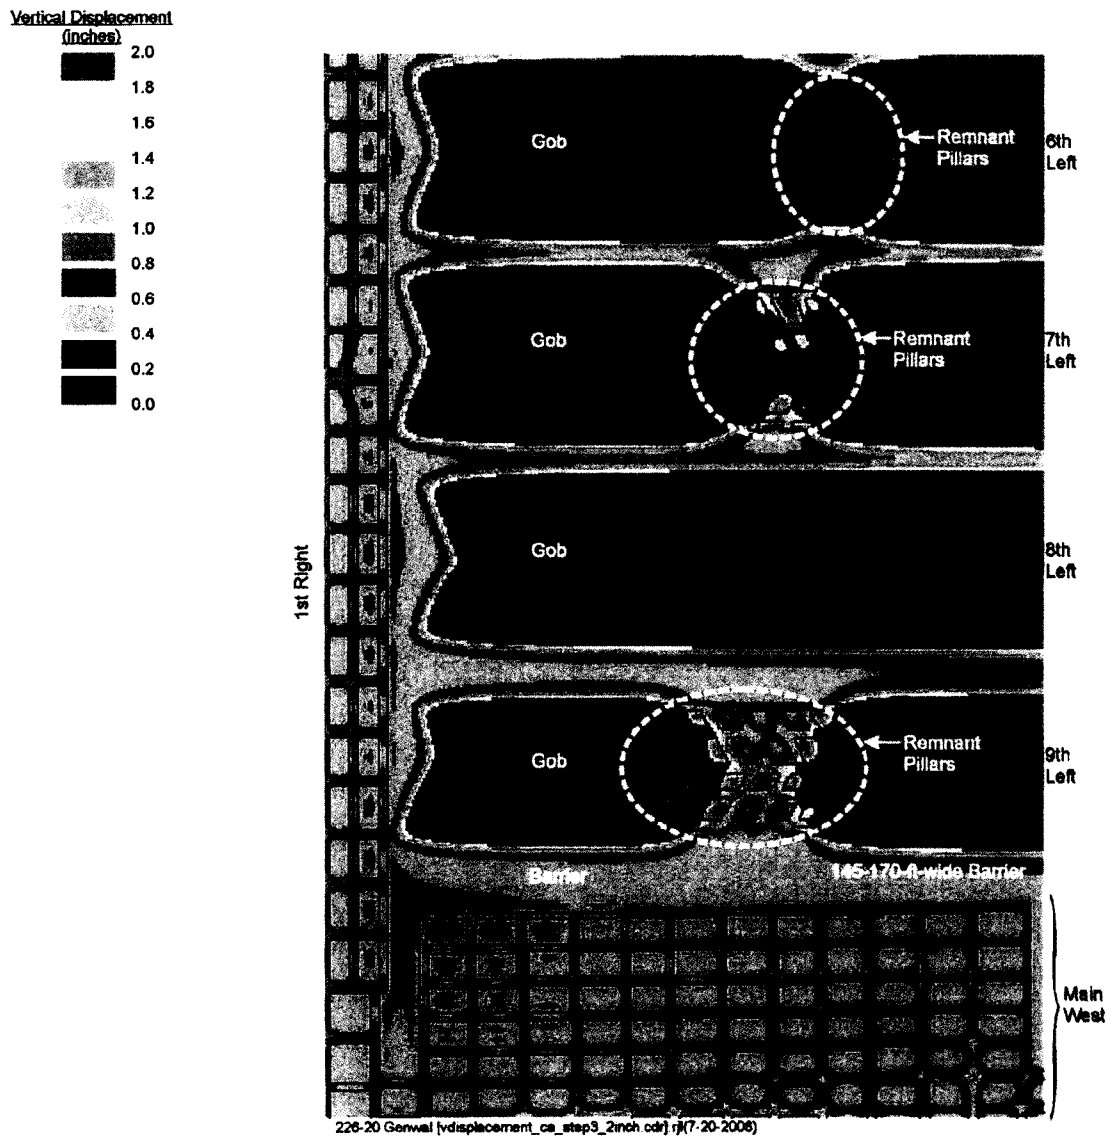 Vertical Displacement
(inches)
2.0
1.8
1.6
1.4
1.2
1.0
0.8
0.6
0.4
0.2
0.0
Gob
Remnant
Pillars
6th
Left
Gob
Remnant
Pillars
7th
Left
Gob
8th
Left
1st Right
Gob
Remnant
Pillars
9th
Left
Barrier
145-170-ft-wide Barrier
Main
West
226-20 Genwal [vdisplacement_ca_step3_2inch.cdr]:rjl(7-20-2006)